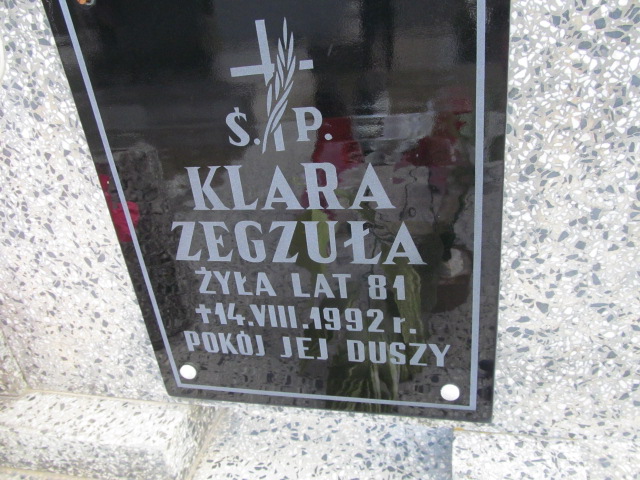 Ś. P.
KLARA
ZEGZUŁA
ŻYŁA LAT 81
+14.VIII.1992 r.
POKÓJ JEJ DUSZY